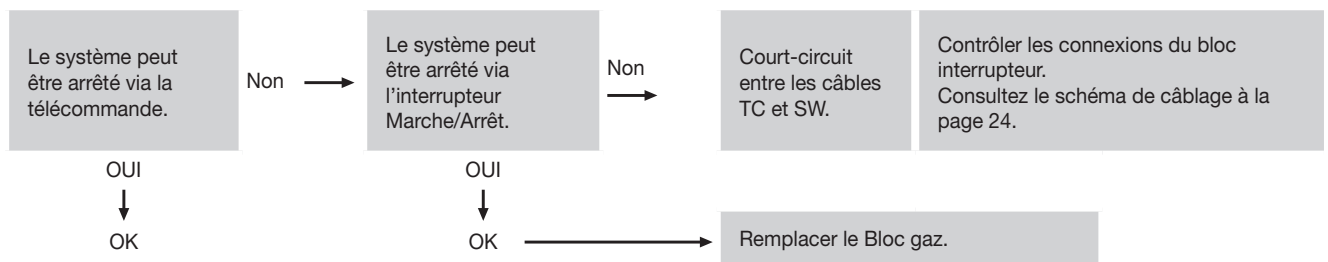 Le système peut
être arrêté via la
télécommande.
Non
Le système peut
être arrêté via
l'interrupteur
Marche/Arrêt.
Non
Court-circuit
entre les câbles
TC et SW.
Contrôler les connexions du bloc
interrupteur.
Consultez le schéma de câblage à la
page 24.
OUI
OUI
OK
OK
Remplacer le Bloc gaz.